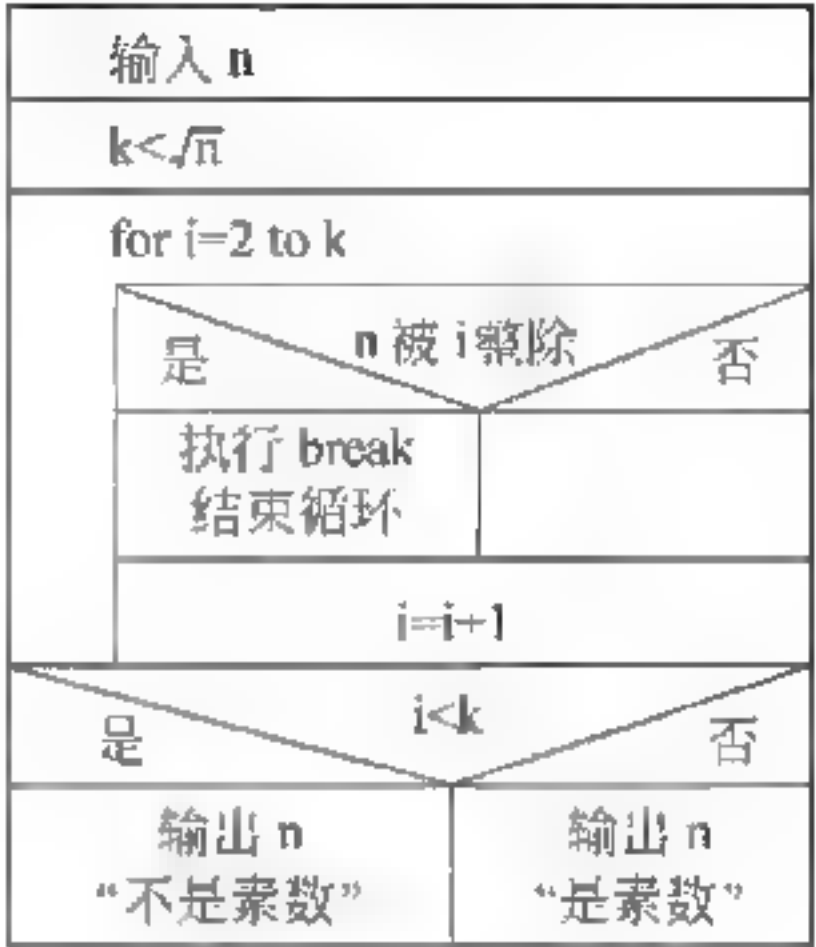 输入 n
k<√n
for i=2 to k
n 被 i 整除
是
否
执行 break
结束循环
i=i+1
i<k
是
否
输出 n
“不是素数”
输出 n
“是素数”